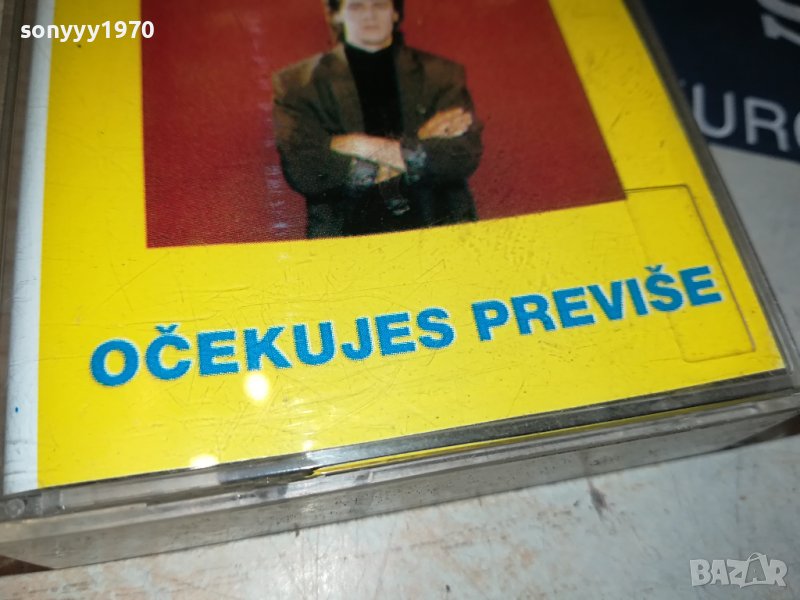 sonyyy1970
URO
OČEKUJES PREVIŠE
BAZAR